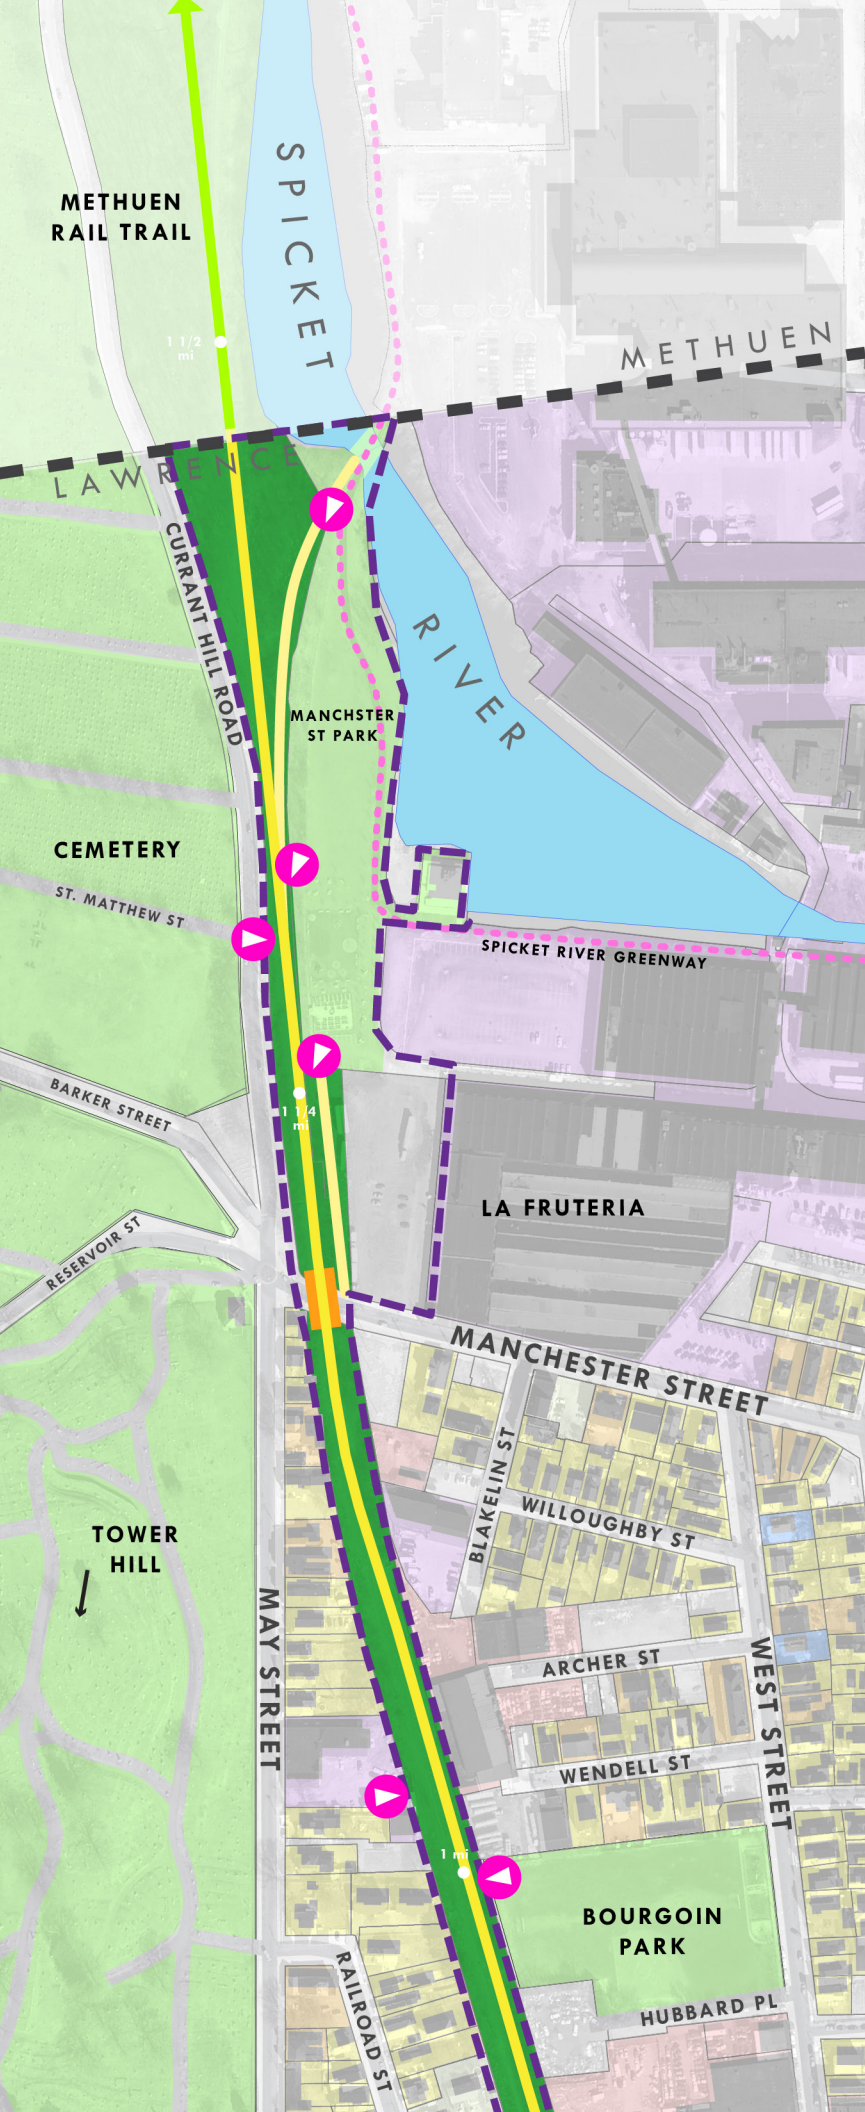 SPICKET
METHUEN
RAIL TRAIL
1 1/2
mi
METHUEN
LAWRENCE
CURRANT HILL ROAD
RIVER
MANCHSTER
ST PARK
CEMETERY
ST. MATTHEW ST
SPICKET RIVER GREENWAY
BARKER STREET
1 1/4
mi
LA FRUTERIA
RESERVOIR ST
MANCHESTER STREET
BLAKELIN ST
WILLOUGHBY ST
TOWER
HILL
MAY STREET
ARCHER ST
WEST STREET
WENDELL ST
1 mi
BOURGOIN
PARK
RAILROAD ST
HUBBARD PL